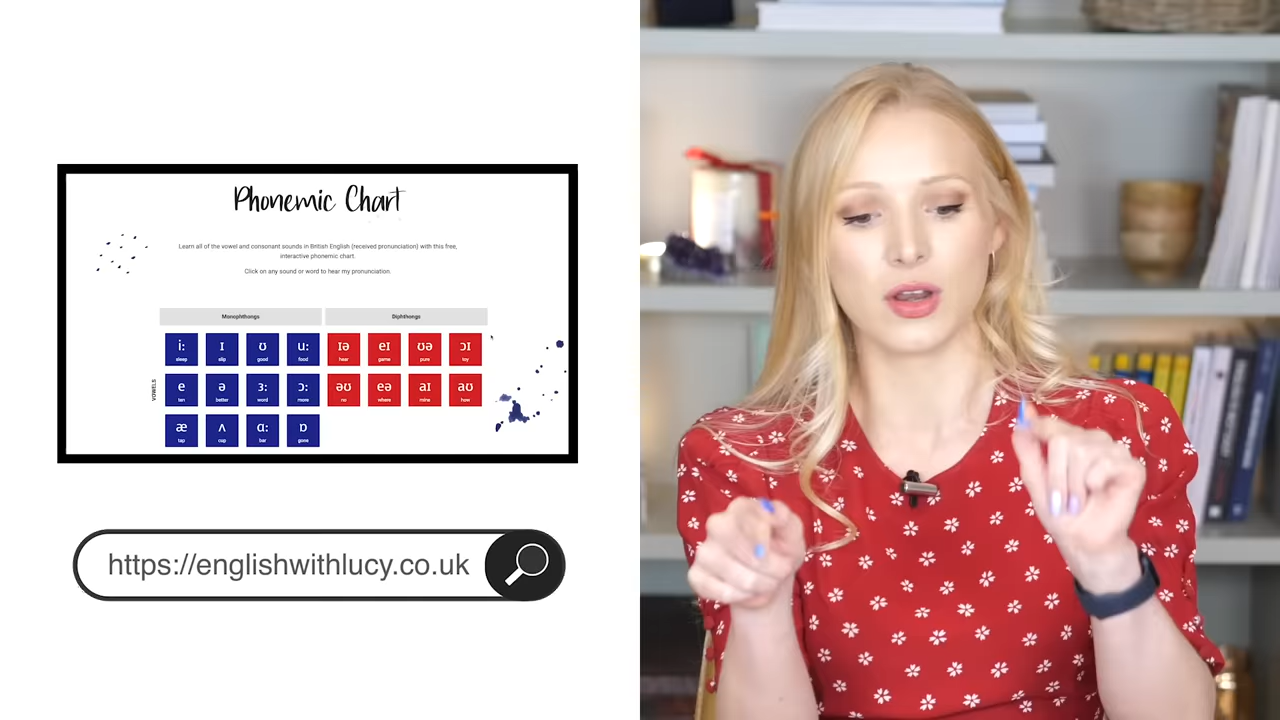 Phonemic Chart
Learn all of the vowel and consonant sounds in British English (received pronunciation) with this free,
interactive phonemic chart.
Click on any sound or word to hear my pronunciation.
Monophthongs Diphthongs
VOWELS
iː ɪ ʊ uː ɪə eɪ ʊə ɔɪ
sleep slip good food hear game pure toy
e ə ɜː ɔː əʊ eə aɪ aʊ
ten better word more no where mine how
æ ʌ ɑː ɒ
tap cup bar gone
https://englishwithlucy.co.uk